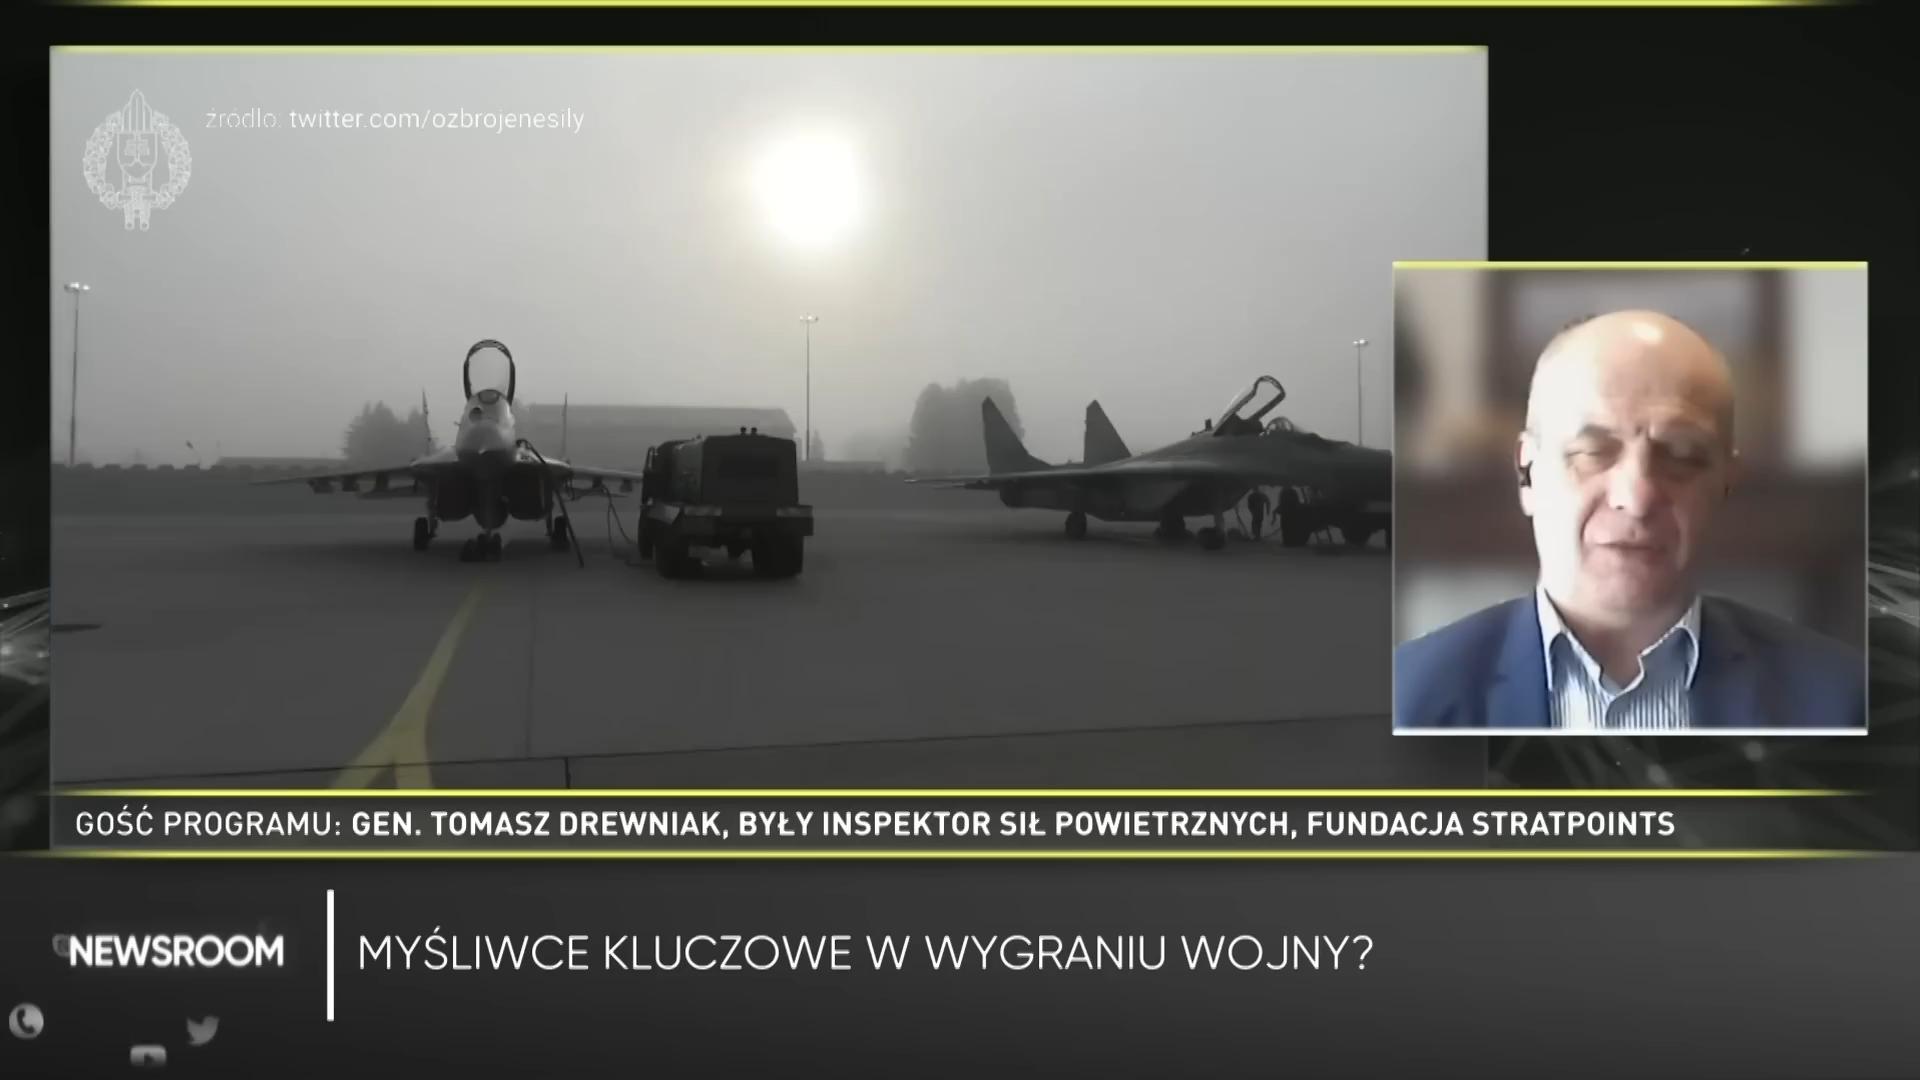 źródło: twitter.com/ozbrojenesily
GOŚĆ PROGRAMU: GEN. TOMASZ DREWNIAK, BYŁY INSPEKTOR SIŁ POWIETRZNYCH, FUNDACJA STRATPOINTS
NEWSROOM
MYŚLIWCE KLUCZOWE W WYGRANIU WOJNY?